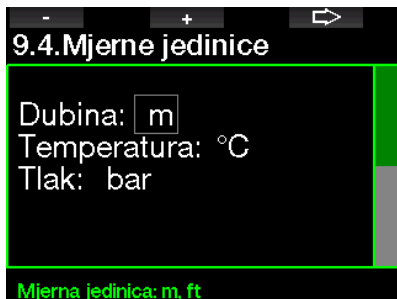 - + ⇨
9.4.Mjerne jedinice
Dubina: m
Temperatura: °C
Tlak: bar
Mjerna jedinica: m, ft